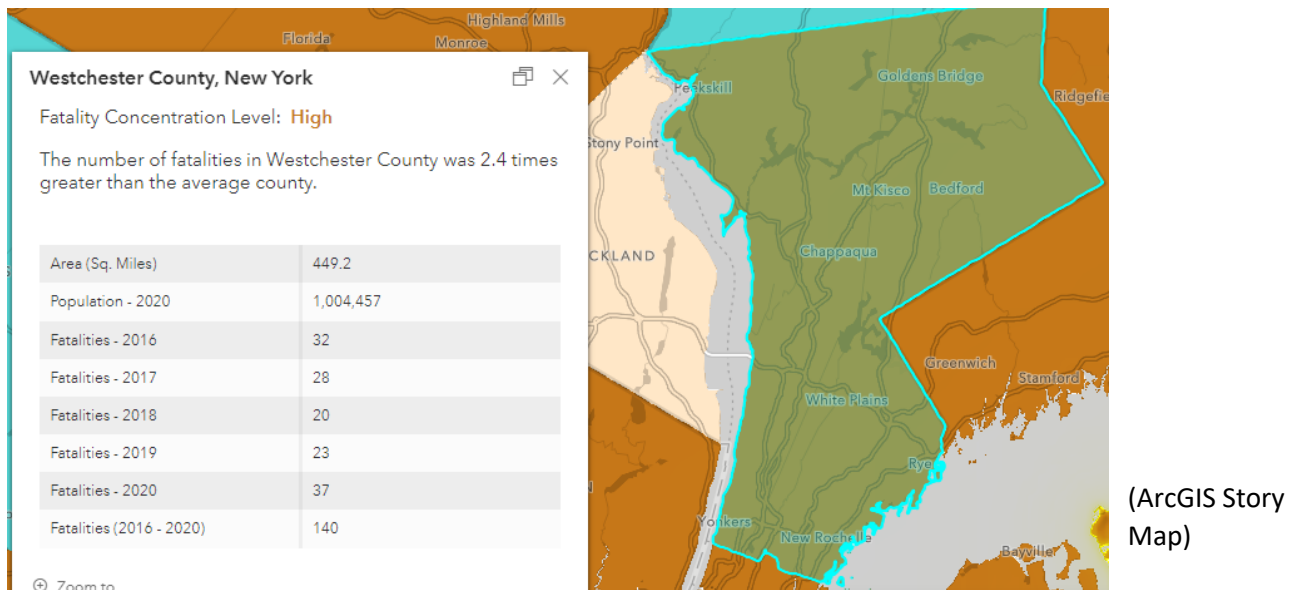 Highland Mills
Florida
Monroe
Westchester County, New York
Fatality Concentration Level: High
The number of fatalities in Westchester County was 2.4 times
greater than the average county.
Area (Sq. Miles) 449.2
Population - 2020 1,004,457
Fatalities - 2016 32
Fatalities - 2017 28
Fatalities - 2018 20
Fatalities - 2019 23
Fatalities - 2020 37
Fatalities (2016 - 2020) 140
Zoom to
Peekskill
Goldens Bridge
Ridgefie
Stony Point
Mt Kisco
Bedford
CKLAND
Chappaqua
Greenwich
Stamford
White Plains
Rye
Yonkers
New Rochelle
Bayville
(ArcGIS Story
Map)